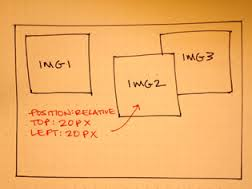 IMG1
IMG2
IMG3
POSITION:RELATIVE
TOP: 20PX
LEFT: 20PX